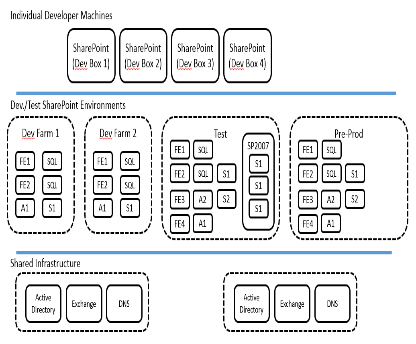 Individual Developer Machines
SharePoint SharePoint SharePoint SharePoint
(Dev Box 1) (Dev Box 2) (Dev Box 3) (Dev Box 4)
Dev/Test SharePoint Environments
Dev Farm 1
FE1 SQL
FE2 SQL
A1 S1
Dev Farm 2
FE1 SQL
FE2 SQL
A1 S1
Test
FE1 SQL
FE2 SQL S1
FE3 A2 S2
FE4 A1
SP2007
S1
S1
S1
Pre-Prod
FE1 SQL
FE2 SQL S1
FE3 A2 S2
FE4 A1
Shared Infrastructure
Active
Directory
Exchange
DNS
Active
Directory
Exchange
DNS